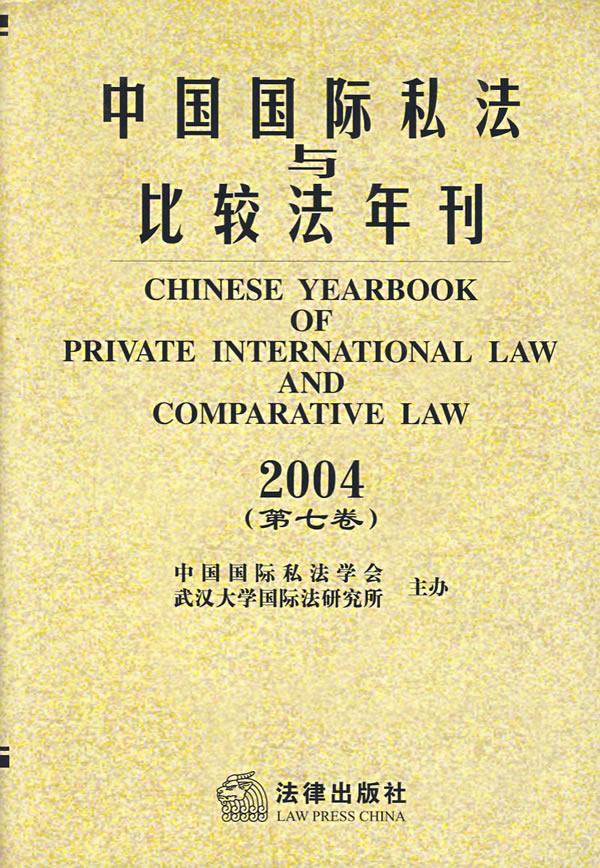 中国国际私法
与
比较法年刊
CHINESE YEARBOOK
OF
PRIVATE INTERNATIONAL LAW
AND
COMPARATIVE LAW
2004
(第七卷)
中国国际私法学会
武汉大学国际法研究所
主办
法律出版社
LAW PRESS CHINA